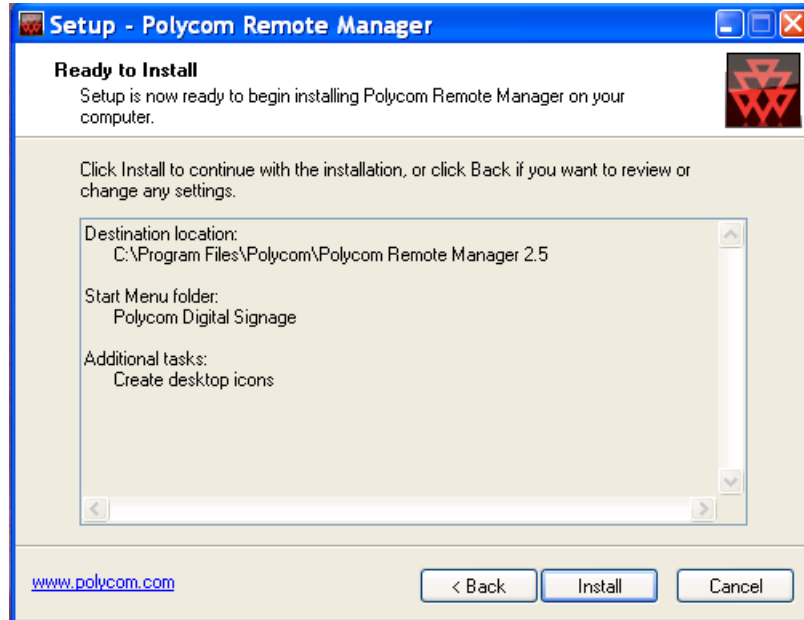 Setup - Polycom Remote Manager
Ready to Install
Setup is now ready to begin installing Polycom Remote Manager on your
computer.
Click Install to continue with the installation, or click Back if you want to review or
change any settings.
Destination location:
C:\Program Files\Polycom\Polycom Remote Manager 2.5
Start Menu folder:
Polycom Digital Signage
Additional tasks:
Create desktop icons
www.polycom.com
< Back
Install
Cancel